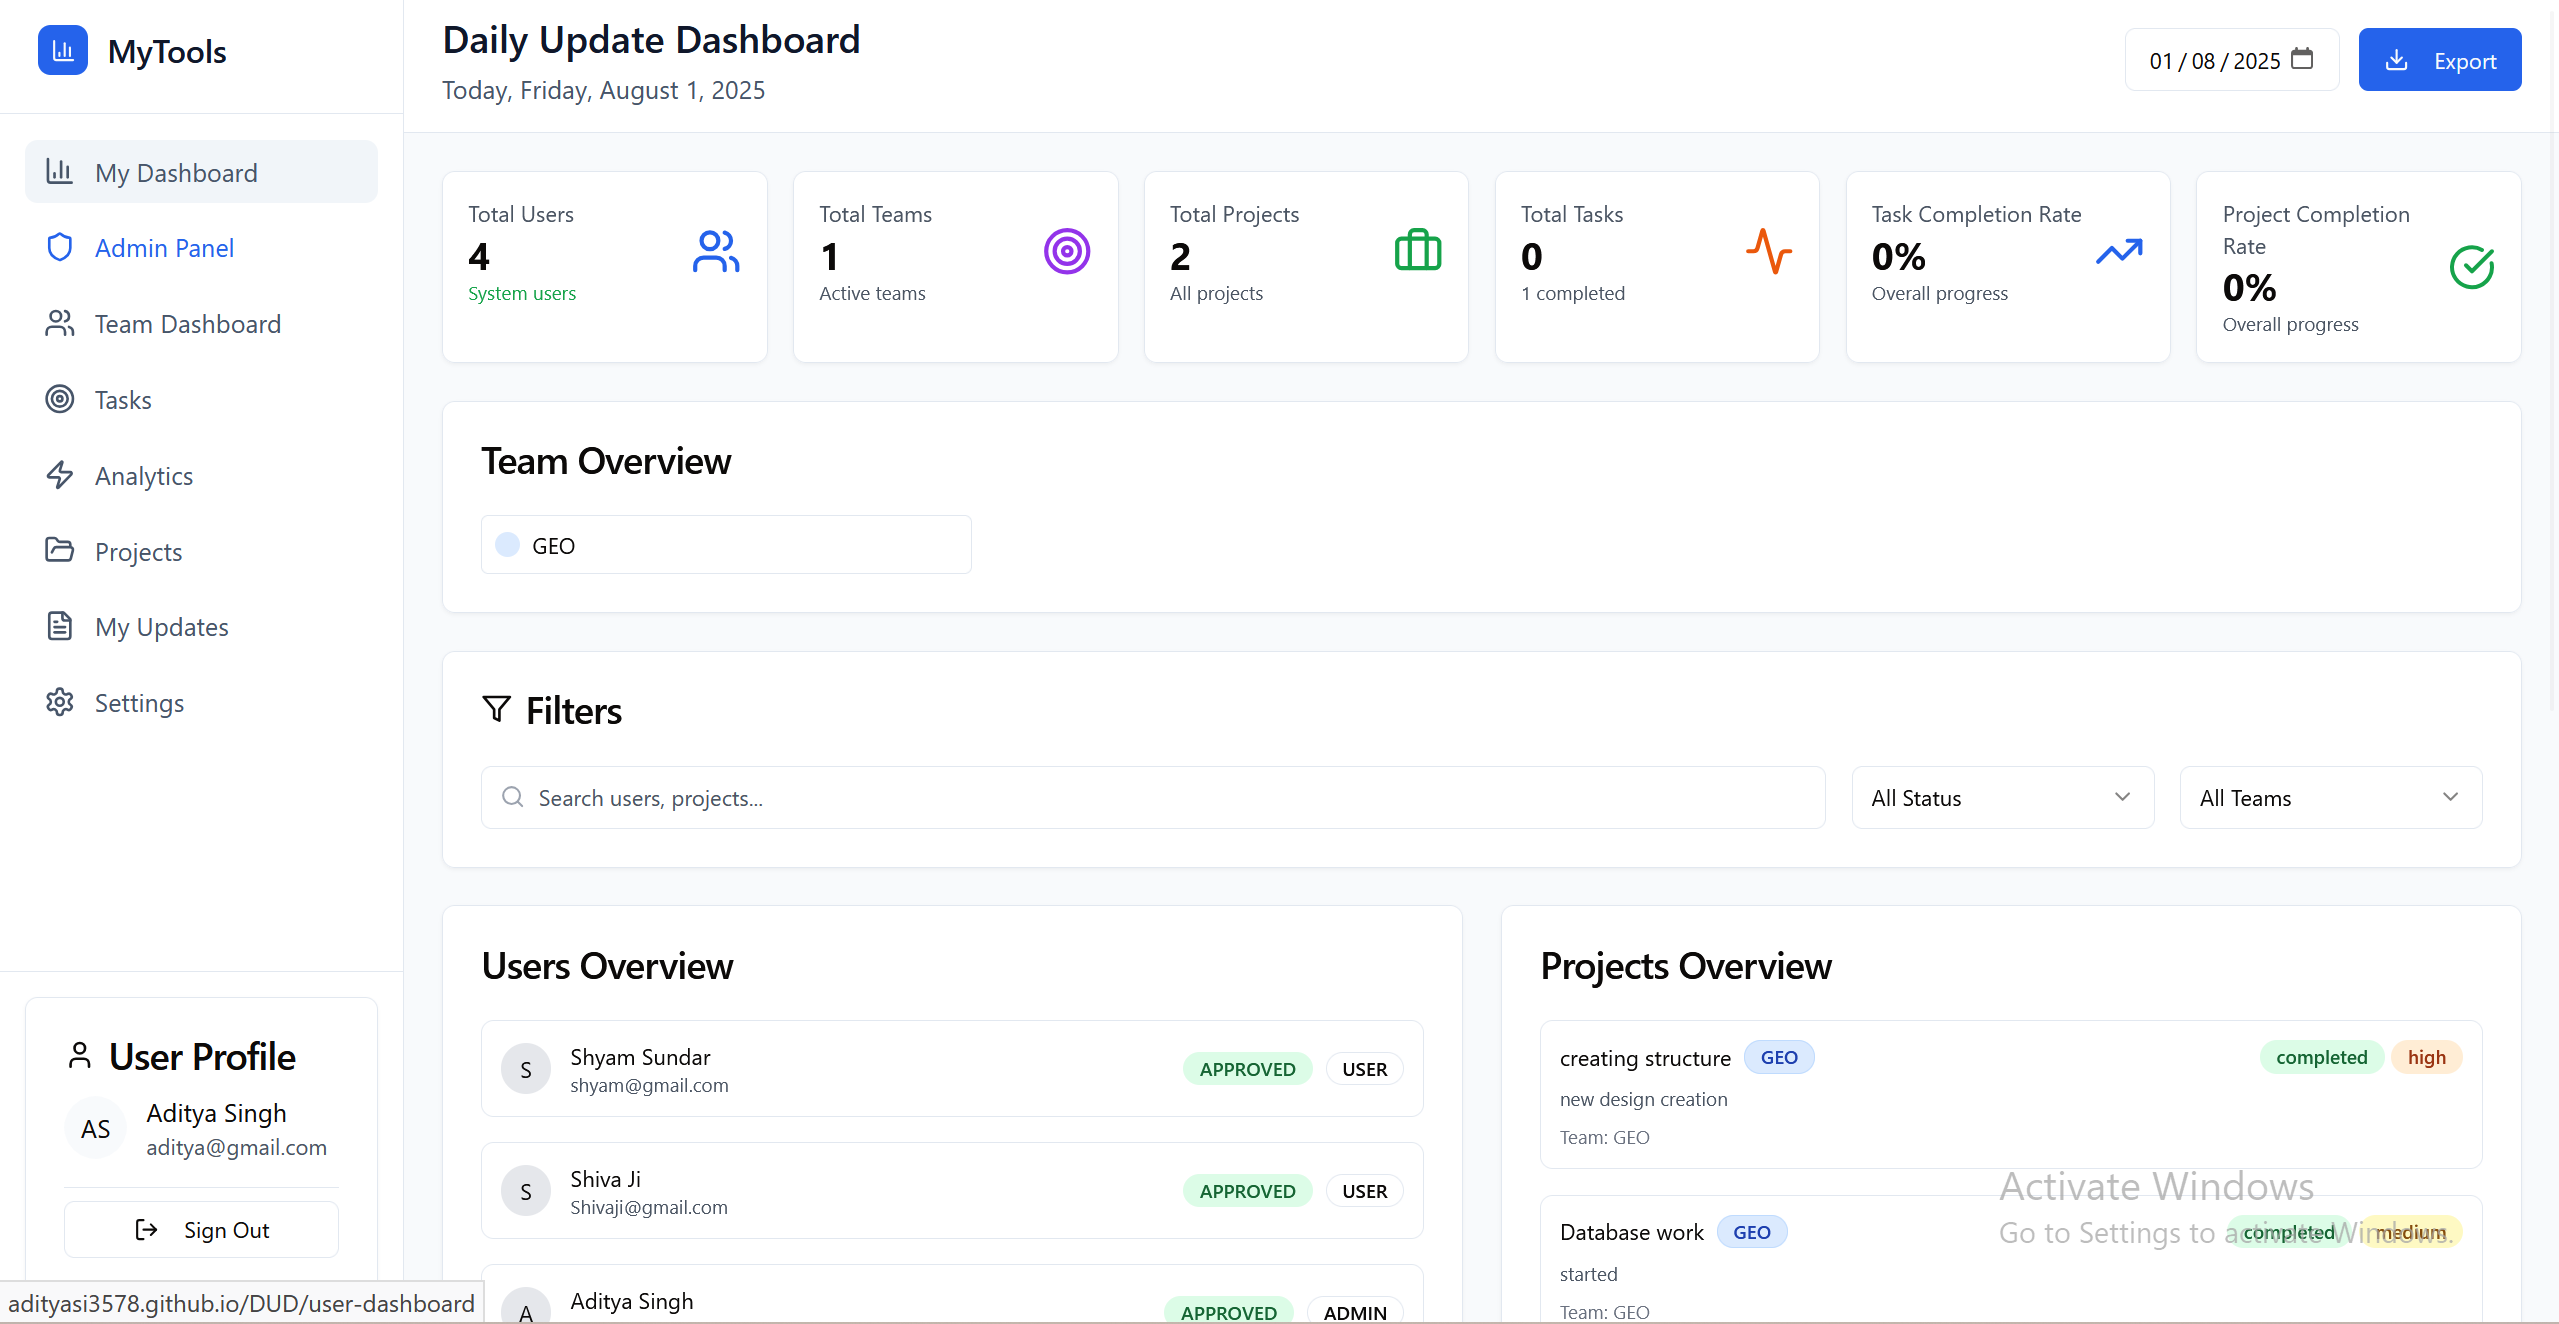 MyTools
My Dashboard
Admin Panel
Team Dashboard
Tasks
Analytics
Projects
My Updates
Settings
User Profile
AS
Aditya Singh
aditya@gmail.com
Sign Out
adityasi3578.github.io/DUD/user-dashboard
Daily Update Dashboard
Today, Friday, August 1, 2025
01 / 08 / 2025
Export
Total Users
4
System users
Total Teams
1
Active teams
Total Projects
2
All projects
Total Tasks
0
1 completed
Task Completion Rate
0%
Overall progress
Project Completion
Rate
0%
Overall progress
Team Overview
GEO
Filters
Search users, projects...
All Status
All Teams
Users Overview
S
Shyam Sundar
shyam@gmail.com
APPROVED
USER
S
Shiva Ji
Shivaji@gmail.com
APPROVED
USER
A
Aditya Singh
APPROVED
ADMIN
Projects Overview
creating structure GEO
completed
high
new design creation
Team: GEO
Database work GEO
completed
medium
started
Team: GEO
Activate Windows
Go to Settings to activate Windows.